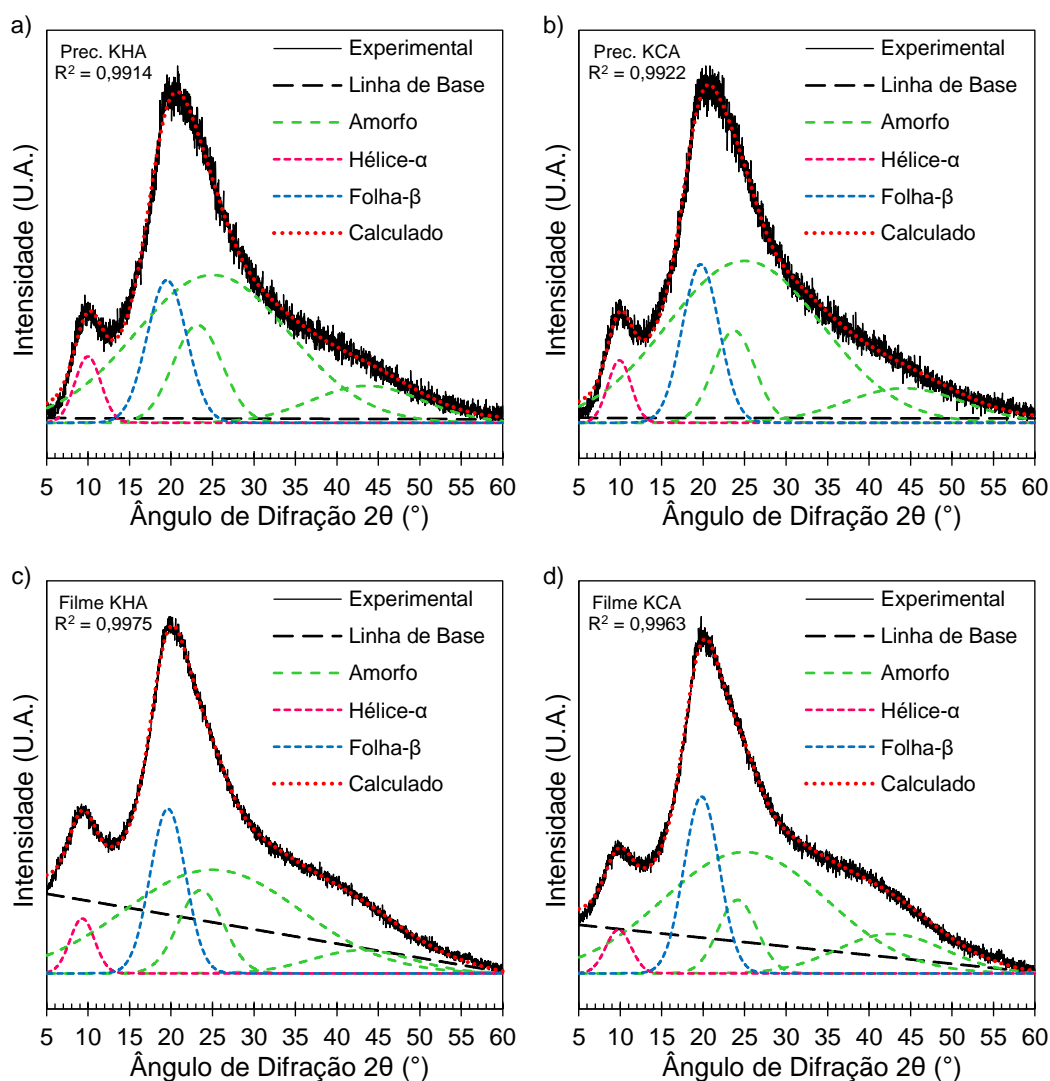 a)
Prec. KHA
R² = 0,9914
Experimental
Linha de Base
Amorfo
Hélice-α
Folha-β
Calculado
Intensidade (U.A.)
5 10 15 20 25 30 35 40 45 50 55 60
Ângulo de Difração 2θ (°)
b)
Prec. KCA
R² = 0,9922
Experimental
Linha de Base
Amorfo
Hélice-α
Folha-β
Calculado
Intensidade (U.A.)
5 10 15 20 25 30 35 40 45 50 55 60
Ângulo de Difração 2θ (°)
c)
Filme KHA
R² = 0,9975
Experimental
Linha de Base
Amorfo
Hélice-α
Folha-β
Calculado
Intensidade (U.A.)
5 10 15 20 25 30 35 40 45 50 55 60
Ângulo de Difração 2θ (°)
d)
Filme KCA
R² = 0,9963
Experimental
Linha de Base
Amorfo
Hélice-α
Folha-β
Calculado
Intensidade (U.A.)
5 10 15 20 25 30 35 40 45 50 55 60
Ângulo de Difração 2θ (°)